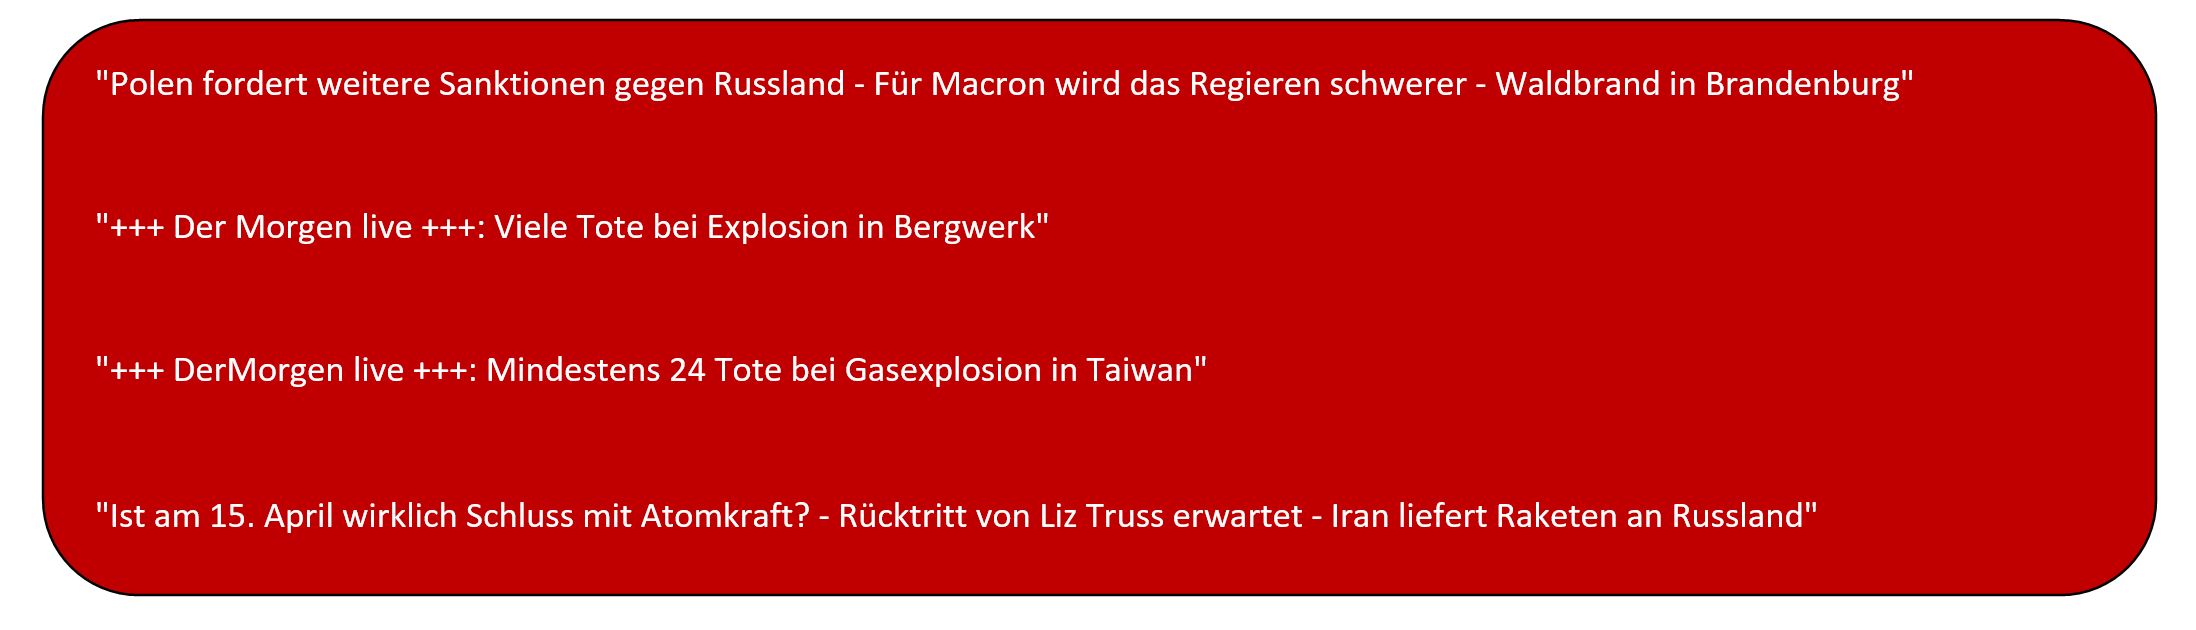 "Polen fordert weitere Sanktionen gegen Russland - Für Macron wird das Regieren schwerer - Waldbrand in Brandenburg"
"+++ Der Morgen live +++: Viele Tote bei Explosion in Bergwerk"
"+++ DerMorgen live +++: Mindestens 24 Tote bei Gasexplosion in Taiwan"
"Ist am 15. April wirklich Schluss mit Atomkraft? - Rücktritt von Liz Truss erwartet - Iran liefert Raketen an Russland"